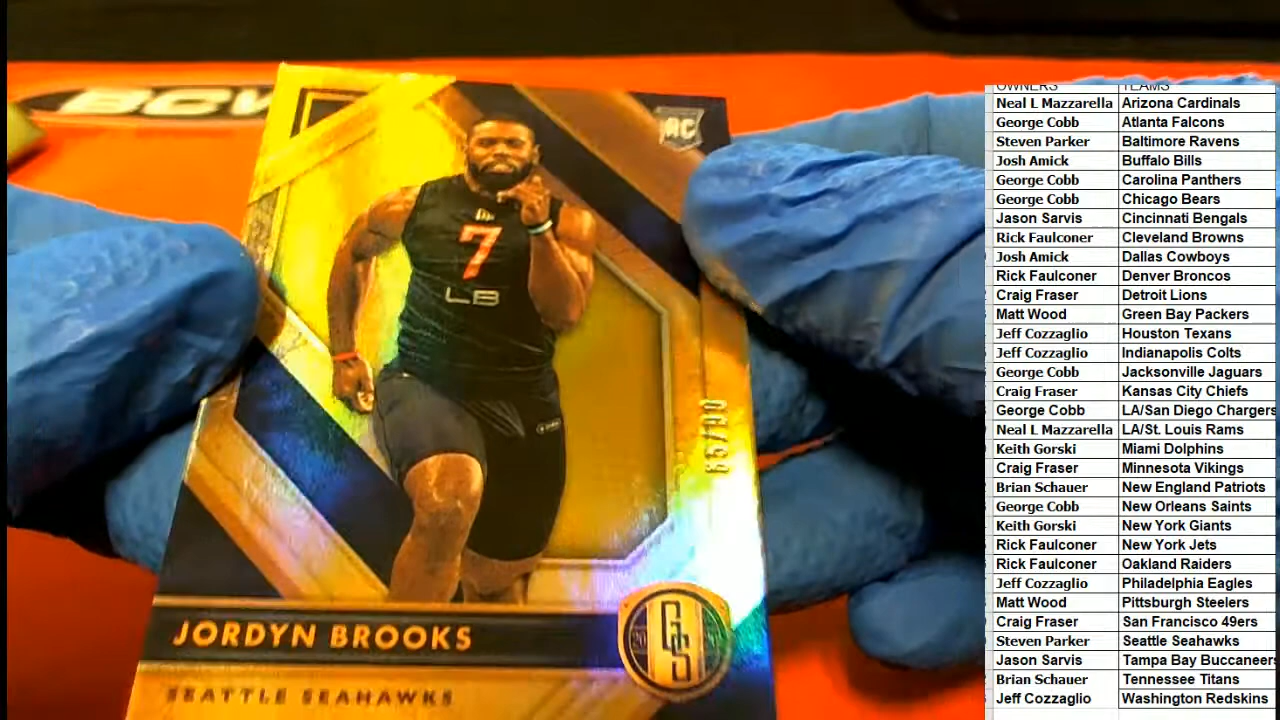 BCW
RC
7
LB
65/99
JORDYN BROOKS
GS
SEATTLE SEAHAWKS
OWNERS TEAMS
Neal L Mazzarella Arizona Cardinals
George Cobb Atlanta Falcons
Steven Parker Baltimore Ravens
Josh Amick Buffalo Bills
George Cobb Carolina Panthers
George Cobb Chicago Bears
Jason Sarvis Cincinnati Bengals
Rick Faulconer Cleveland Browns
Josh Amick Dallas Cowboys
Rick Faulconer Denver Broncos
Craig Fraser Detroit Lions
Matt Wood Green Bay Packers
Jeff Cozzaglio Houston Texans
Jeff Cozzaglio Indianapolis Colts
George Cobb Jacksonville Jaguars
Craig Fraser Kansas City Chiefs
George Cobb LA/San Diego Chargers
Neal L Mazzarella LA/St. Louis Rams
Keith Gorski Miami Dolphins
Craig Fraser Minnesota Vikings
Brian Schauer New England Patriots
George Cobb New Orleans Saints
Keith Gorski New York Giants
Rick Faulconer New York Jets
Rick Faulconer Oakland Raiders
Jeff Cozzaglio Philadelphia Eagles
Matt Wood Pittsburgh Steelers
Craig Fraser San Francisco 49ers
Steven Parker Seattle Seahawks
Jason Sarvis Tampa Bay Buccaneers
Brian Schauer Tennessee Titans
Jeff Cozzaglio Washington Redskins